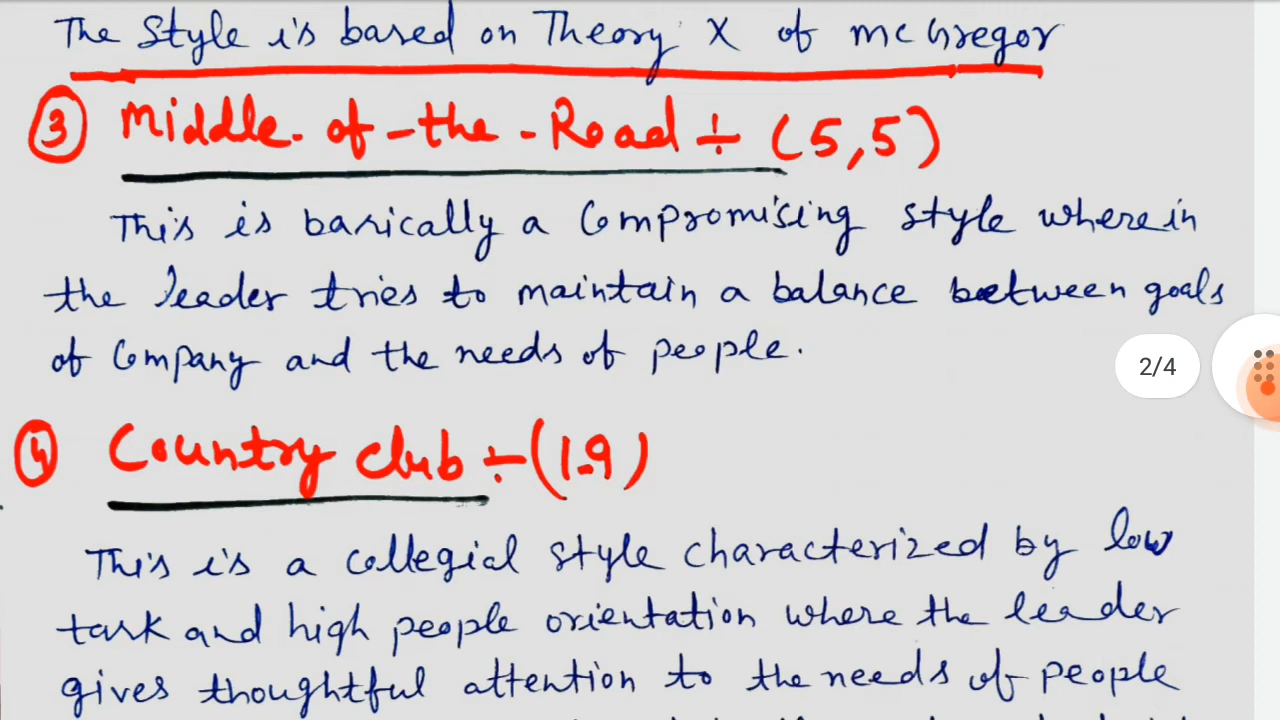 The Style is based on Theory X of McGregor
③ Middle-of-the-Road ÷ (5,5)
This is basically a Compromising style where in
the leader tries to maintain a balance between goals
of Company and the needs of people.
2/4
④ Country club ÷ (1.9)
This is a collegial style characterized by low
task and high people orientation where the leader
gives thoughtful attention to the needs of people